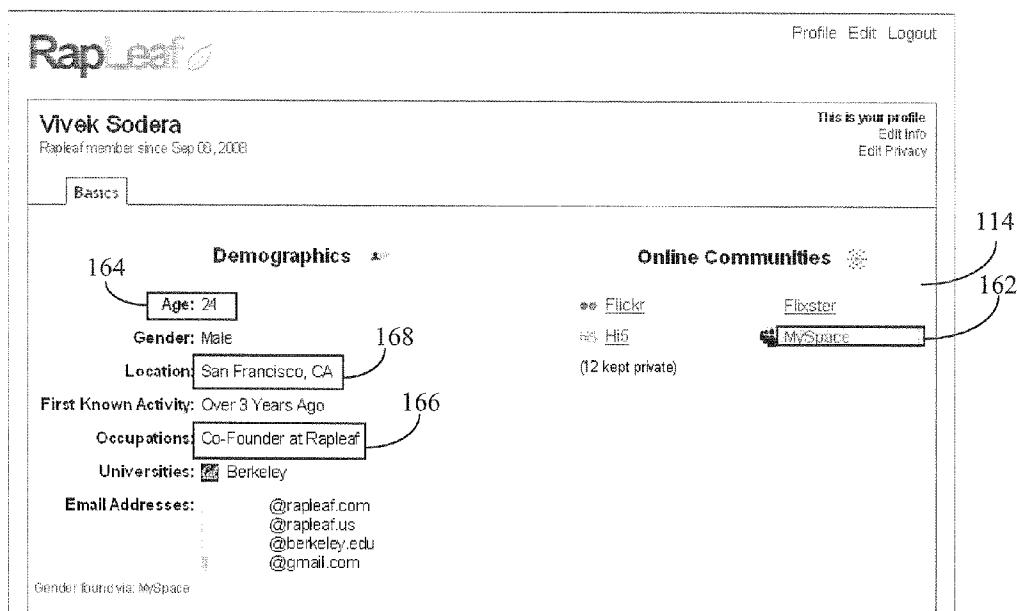 Profile Edit Logout
RapLeaf
Vivek Sodera
Rapleaf member since Sep 08, 2008
This is your profile
Edit Info
Edit Privacy
Basics
114
Demographics
Online Communities
164
162
Age: 24
Flickr
Flixster
Gender: Male
168
Hi5
MySpace
Location: San Francisco, CA
(12 kept private)
First Known Activity: Over 3 Years Ago
166
Occupations: Co-Founder at Rapleaf
Universities: Berkeley
Email Addresses: @rapleaf.com
@rapleaf.us
@berkeley.edu
@gmail.com
Gender found via: MySpace